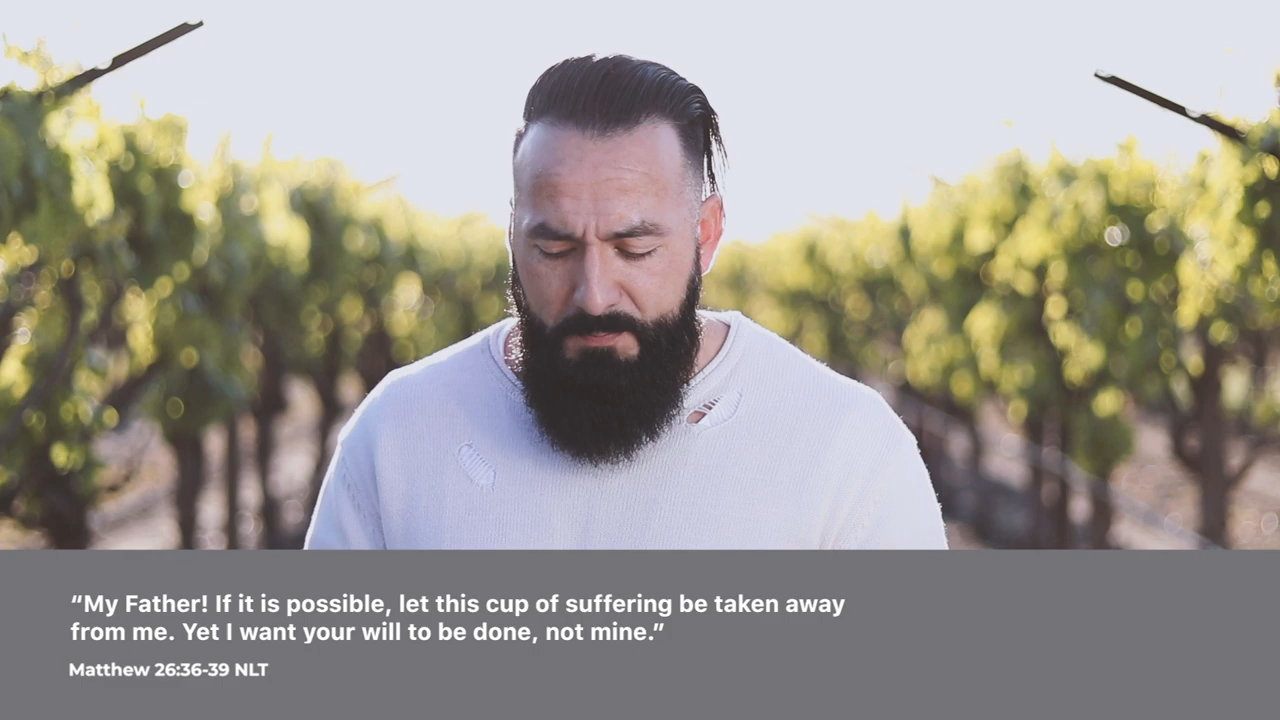 “My Father! If it is possible, let this cup of suffering be taken away
from me. Yet I want your will to be done, not mine.”
Matthew 26:36-39 NLT